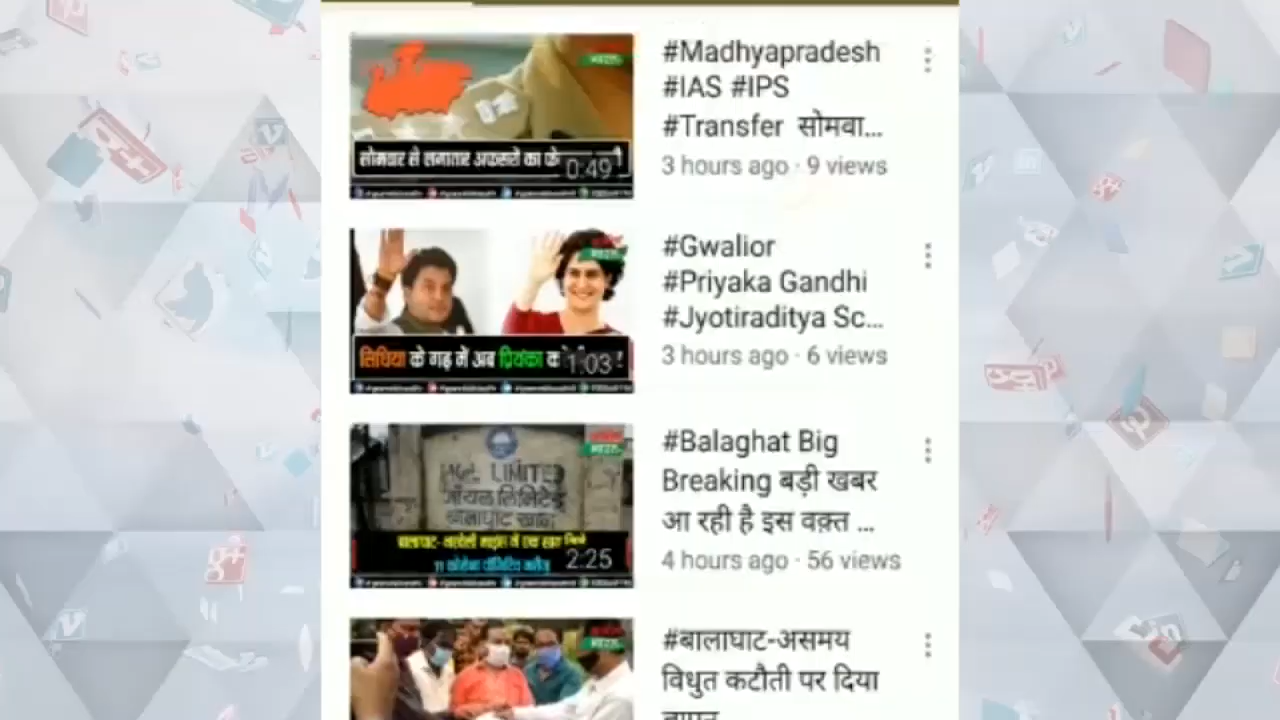 #Madhyapradesh
#IAS #IPS
#Transfer सोमवा...
3 hours ago · 9 views
सोमवार से लगातार अफसरों का
0:49
#Gwalior
#Priyaka Gandhi
#Jyotiraditya Sc...
3 hours ago · 6 views
सिंधिया के गढ़ में अब प्रियंका
1:03
#Balaghat Big
Breaking बड़ी खबर
आ रही है इस वक़्त ...
4 hours ago · 56 views
LIMITED
लिमिटेड
बालाघाट खान
2:25
#बालाघाट-असमय
विधुत कटौती पर दिया